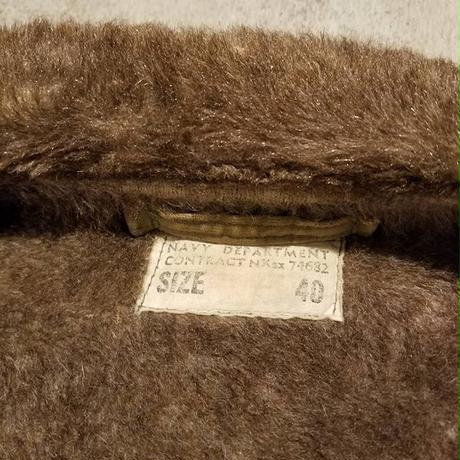 NAVY DEPARTMENT
CONTRACT NXsx 74682
SIZE 40